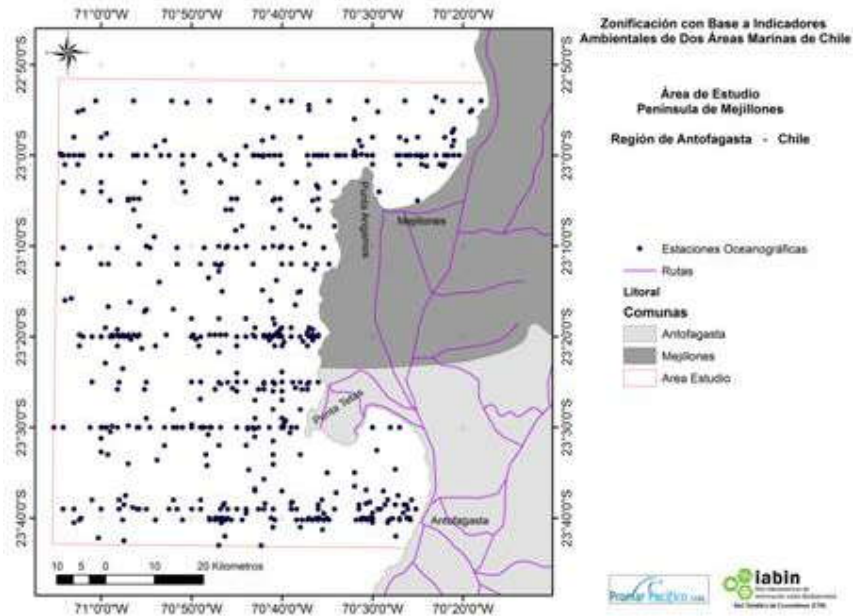 Zonificación con Base a Indicadores
Ambientales de Dos Áreas Marinas de Chile
Área de Estudio
Península de Mejillones
Región de Antofagasta - Chile
Estaciones Oceanográficas
Rutas
Litoral
Comunas
Antofagasta
Mejillones
Area Estudio
71°0'0"W 70°50'0"W 70°40'0"W 70°30'0"W 70°20'0"W
22°50'0"S
23°0'0"S
23°10'0"S
23°20'0"S
23°30'0"S
23°40'0"S
22°50'0"S
23°0'0"S
23°10'0"S
23°20'0"S
23°30'0"S
23°40'0"S
Punta Angamos
Mejillones
Punta Tetas
Antofagasta
10 5 0 10 20 Kilometros
71°0'0"W 70°50'0"W 70°40'0"W 70°30'0"W 70°20'0"W
Pacífico
iabin